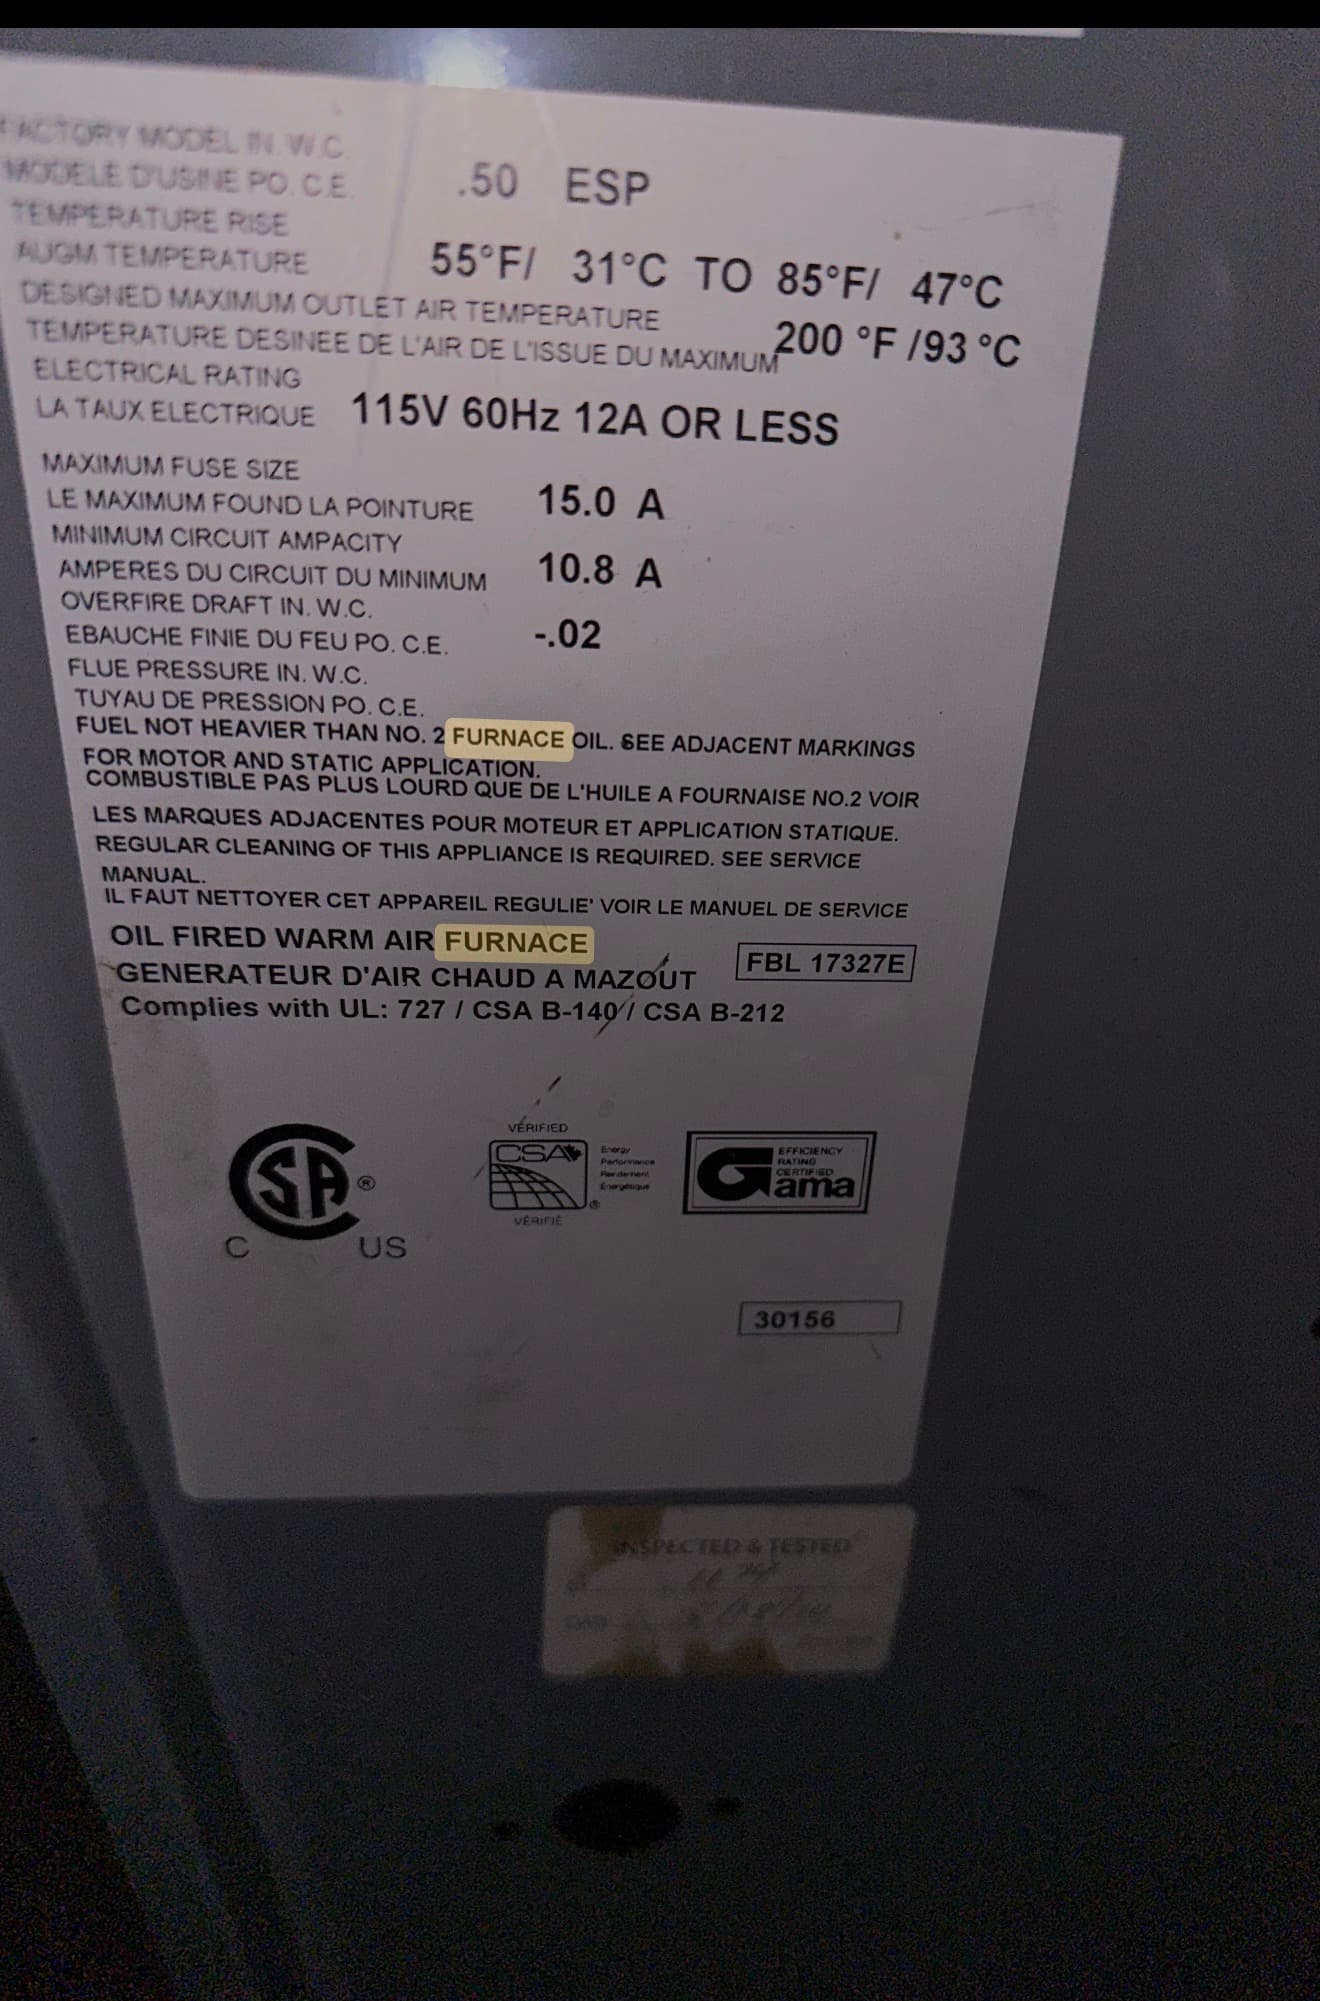 FACTORY MODEL IN. W.C.
MODELE D'USINE PO. C.E. .50 ESP
TEMPERATURE RISE
AUGM TEMPERATURE 55°F/ 31°C TO 85°F/ 47°C
DESIGNED MAXIMUM OUTLET AIR TEMPERATURE
TEMPERATURE DESINEE DE L'AIR DE L'ISSUE DU MAXIMUM 200 °F /93 °C
ELECTRICAL RATING
LA TAUX ELECTRIQUE 115V 60Hz 12A OR LESS
MAXIMUM FUSE SIZE
LE MAXIMUM FOUND LA POINTURE 15.0 A
MINIMUM CIRCUIT AMPACITY
AMPERES DU CIRCUIT DU MINIMUM 10.8 A
OVERFIRE DRAFT IN. W.C.
EBAUCHE FINIE DU FEU PO. C.E. -.02
FLUE PRESSURE IN. W.C.
TUYAU DE PRESSION PO. C.E.
FUEL NOT HEAVIER THAN NO. 2 FURNACE OIL. SEE ADJACENT MARKINGS
FOR MOTOR AND STATIC APPLICATION.
COMBUSTIBLE PAS PLUS LOURD QUE DE L'HUILE A FOURNAISE NO.2 VOIR
LES MARQUES ADJACENTES POUR MOTEUR ET APPLICATION STATIQUE.
REGULAR CLEANING OF THIS APPLIANCE IS REQUIRED. SEE SERVICE
MANUAL.
IL FAUT NETTOYER CET APPAREIL REGULIE' VOIR LE MANUEL DE SERVICE
OIL FIRED WARM AIR FURNACE
FBL 17327E
GENERATEUR D'AIR CHAUD A MAZOUT
Complies with UL: 727 / CSA B-140 / CSA B-212
VERIFIED
CSA
Energy
Performance
Rendement
Énergétique
®
VÉRIFIÉ
EFFICIENCY
RATING
CERTIFIED
Gama
SA ®
C US
30156
INSPECTED & TESTED